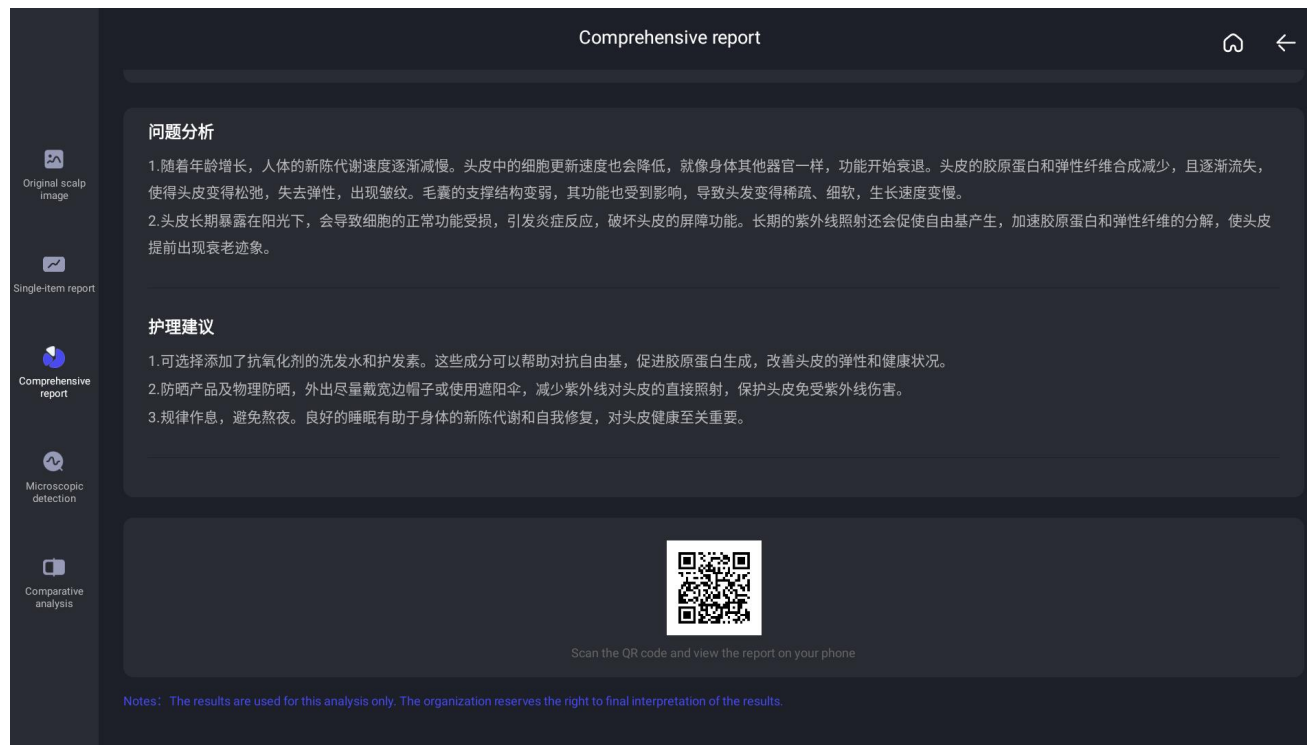 Comprehensive report
Original scalp
image
Single-item report
Comprehensive
report
Microscopic
detection
Comparative
analysis
问题分析
1.随着年龄增长，人体的新陈代谢速度逐渐减慢。头皮中的细胞更新速度也会降低，就像身体其他器官一样，功能开始衰退。头皮的胶原蛋白和弹性纤维合成减少，且逐渐流失，
使得头皮变得松弛，失去弹性，出现皱纹。毛囊的支撑结构变弱，其功能也受到影响，导致头发变得稀疏、细软，生长速度变慢。
2.头皮长期暴露在阳光下，会导致细胞的正常功能受损，引发炎症反应，破坏头皮的屏障功能。长期的紫外线照射还会促使自由基产生，加速胶原蛋白和弹性纤维的分解，使头皮
提前出现衰老迹象。
护理建议
1.可选择添加了抗氧化剂的洗发水和护发素。这些成分可以帮助对抗自由基，促进胶原蛋白生成，改善头皮的弹性和健康状况。
2.防晒产品及物理防晒，外出尽量戴宽边帽子或使用遮阳伞，减少紫外线对头皮的直接照射，保护头皮免受紫外线伤害。
3.规律作息，避免熬夜。良好的睡眠有助于身体的新陈代谢和自我修复，对头皮健康至关重要。
Scan the QR code and view the report on your phone
Notes：The results are used for this analysis only. The organization reserves the right to final interpretation of the results.